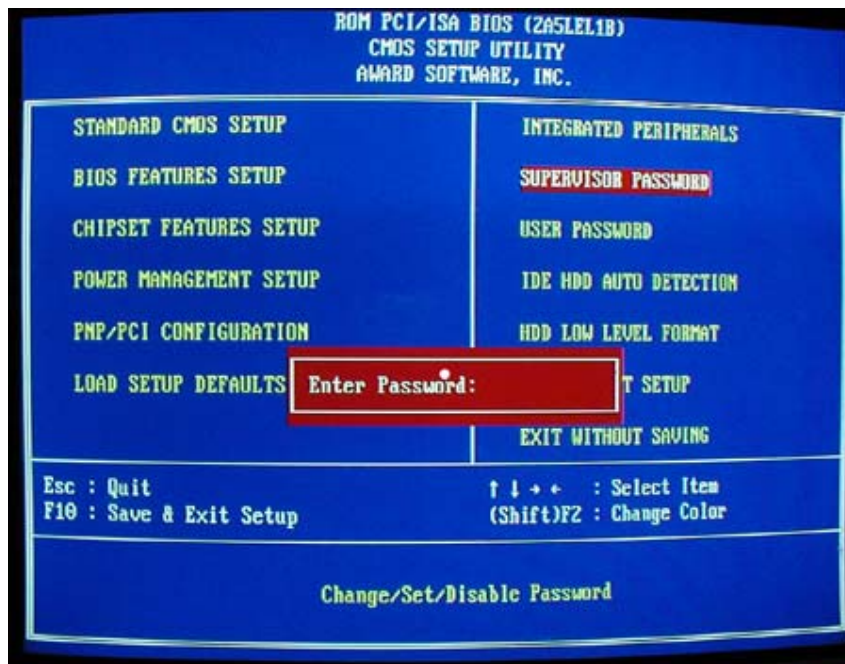 ROM PCI/ISA BIOS (2A5LEL1B)
CMOS SETUP UTILITY
AWARD SOFTWARE, INC.
STANDARD CMOS SETUP
BIOS FEATURES SETUP
CHIPSET FEATURES SETUP
POWER MANAGEMENT SETUP
PNP/PCI CONFIGURATION
LOAD SETUP DEFAULTS
INTEGRATED PERIPHERALS
SUPERVISOR PASSWORD
USER PASSWORD
IDE HDD AUTO DETECTION
HDD LOW LEVEL FORMAT
T SETUP
EXIT WITHOUT SAVING
Enter Password:
Esc : Quit
F10 : Save & Exit Setup
↑ ↓ → ← : Select Item
(Shift)F2 : Change Color
Change/Set/Disable Password